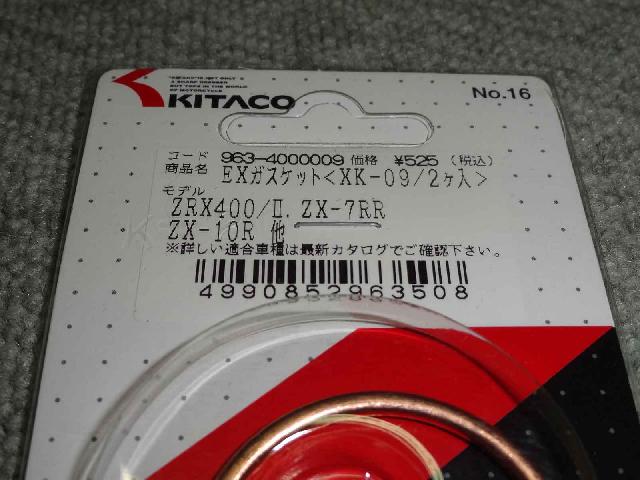 KITACO
No.16
コード 963-4000009 価格 ¥525 (税込)
商品名 EXガスケット<XK-09/2ヶ入>
モデル
ZRX400/Ⅱ. ZX-7RR
ZX-10R 他
※詳しい適合車種は最新カタログでご確認下さい。
4990852963508